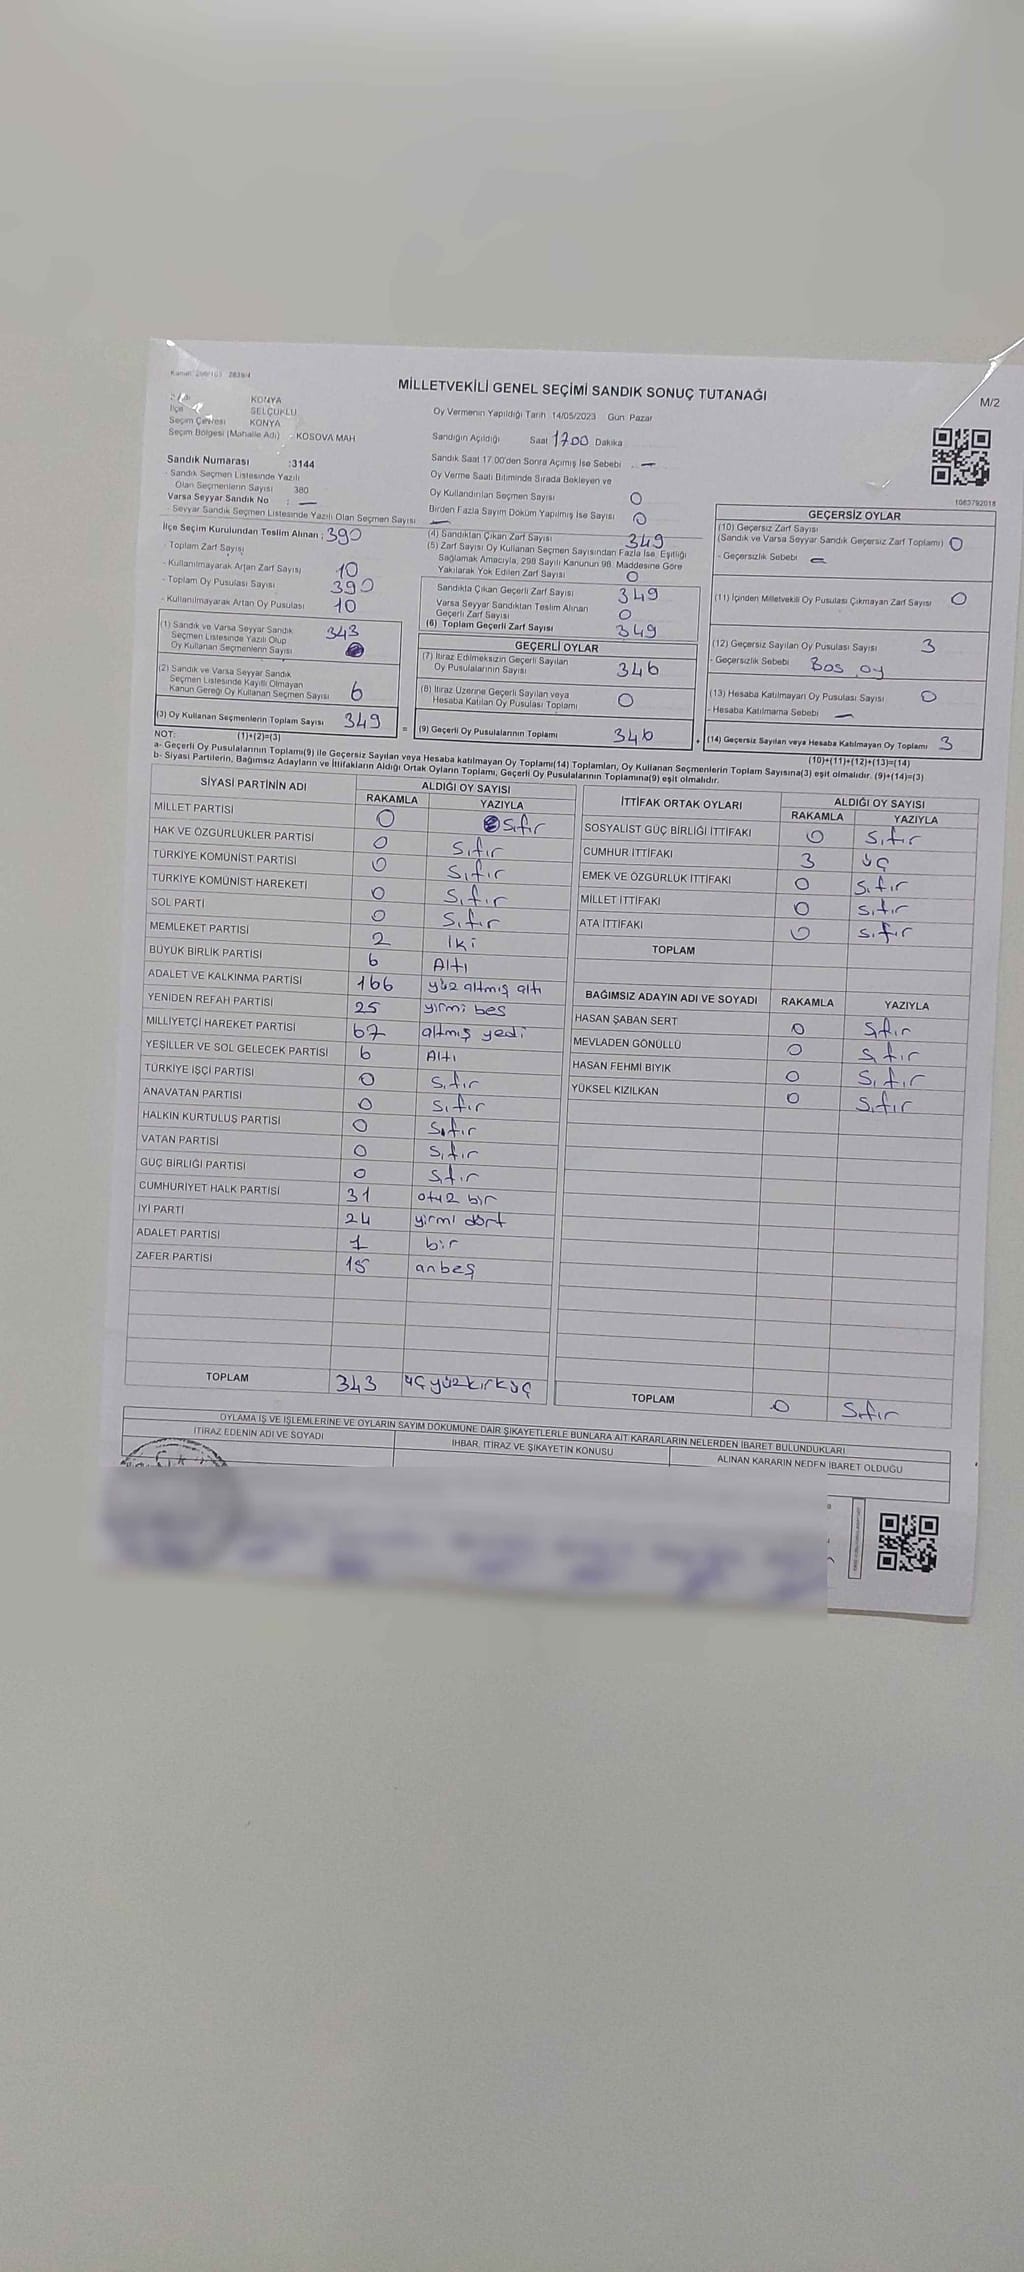 Kanun: 298/103 2839/4
MİLLETVEKİLİ GENEL SEÇİMİ SANDIK SONUÇ TUTANAĞI
M/2
KONYA
İlçe SELÇUKLU
Seçim Çevresi KONYA
Seçim Bölgesi (Mahalle Adı) - KOSOVA MAH
Oy Vermenin Yapıldığı Tarih 14/05/2023 Gün: Pazar
Sandığın Açıldığı Saat 1700 Dakika
Sandık Saat 17.00'den Sonra Açılmış İse Sebebi : —
Oy Verme Saati Bitiminde Sırada Bekleyen ve
Oy Kullandırılan Seçmen Sayısı 0
Birden Fazla Sayım Döküm Yapılmış İse Sayısı 0
1063792018
Sandık Numarası :3144
- Sandık Seçmen Listesinde Yazılı
Olan Seçmenlerin Sayısı 380
Varsa Seyyar Sandık No : —
- Seyyar Sandık Seçmen Listesinde Yazılı Olan Seçmen Sayısı —
İlçe Seçim Kurulundan Teslim Alınan : 390
- Toplam Zarf Sayısı
- Kullanılmayarak Artan Zarf Sayısı 10
- Toplam Oy Pusulası Sayısı 390
- Kullanılmayarak Artan Oy Pusulası 10
(1) Sandık ve Varsa Seyyar Sandık
Seçmen Listesinde Yazılı Olup
Oy Kullanan Seçmenlerin Sayısı 343
(2) Sandık ve Varsa Seyyar Sandık
Seçmen Listesinde Kayıtlı Olmayan
Kanun Gereği Oy Kullanan Seçmen Sayısı 6
(3) Oy Kullanan Seçmenlerin Toplam Sayısı 349 =
(4) Sandıktan Çıkan Zarf Sayısı 349
(5) Zarf Sayısı Oy Kullanan Seçmen Sayısından Fazla İse, Eşitliği
Sağlamak Amacıyla, 298 Sayılı Kanunun 98. Maddesine Göre
Yakılarak Yok Edilen Zarf Sayısı 0
Sandıkta Çıkan Geçerli Zarf Sayısı 349
Varsa Seyyar Sandıktan Teslim Alınan
Geçerli Zarf Sayısı 0
(6) Toplam Geçerli Zarf Sayısı 349
GEÇERLİ OYLAR
(7) İtiraz Edilmeksizin Geçerli Sayılan
Oy Pusulalarının Sayısı 346
(8) İtiraz Üzerine Geçerli Sayılan veya
Hesaba Katılan Oy Pusulası Toplamı 0
(9) Geçerli Oy Pusulalarının Toplamı 346 +
GEÇERSİZ OYLAR
(10) Geçersiz Zarf Sayısı
(Sandık ve Varsa Seyyar Sandık Geçersiz Zarf Toplamı) 0
- Geçersizlik Sebebi —
(11) İçinden Milletvekili Oy Pusulası Çıkmayan Zarf Sayısı 0
(12) Geçersiz Sayılan Oy Pusulası Sayısı 3
- Geçersizlik Sebebi Bos oy
(13) Hesaba Katılmayan Oy Pusulası Sayısı 0
- Hesaba Katılmama Sebebi —
(14) Geçersiz Sayılan veya Hesaba Katılmayan Oy Toplamı 3
NOT: (1)+(2)=(3)
(10)+(11)+(12)+(13)=(14)
a- Geçerli Oy Pusulalarının Toplamı(9) ile Geçersiz Sayılan veya Hesaba katılmayan Oy Toplamı(14) Toplamları, Oy Kullanan Seçmenlerin Toplam Sayısına(3) eşit olmalıdır. (9)+(14)=(3)
b- Siyasi Partilerin, Bağımsız Adayların ve İttifakların Aldığı Ortak Oyların Toplamı, Geçerli Oy Pusulalarının Toplamına(9) eşit olmalıdır.
SİYASİ PARTİNİN ADI ALDIĞI OY SAYISI
RAKAMLA YAZIYLA
MİLLET PARTİSİ 0 sıfır
HAK VE ÖZGÜRLÜKLER PARTİSİ 0 sıfır
TÜRKİYE KOMÜNİST PARTİSİ 0 sıfır
TÜRKİYE KOMÜNİST HAREKETİ 0 sıfır
SOL PARTİ 0 sıfır
MEMLEKET PARTİSİ 2 iki
BÜYÜK BİRLİK PARTİSİ 6 Altı
ADALET VE KALKINMA PARTİSİ 166 yüz altmış altı
YENİDEN REFAH PARTİSİ 25 yirmi beş
MİLLİYETÇİ HAREKET PARTİSİ 67 altmış yedi
YEŞİLLER VE SOL GELECEK PARTİSİ 6 Altı
TÜRKİYE İŞÇİ PARTİSİ 0 sıfır
ANAVATAN PARTİSİ 0 sıfır
HALKIN KURTULUŞ PARTİSİ 0 sıfır
VATAN PARTİSİ 0 sıfır
GÜÇ BİRLİĞİ PARTİSİ 0 sıfır
CUMHURİYET HALK PARTİSİ 31 otuz bir
İYİ PARTİ 24 yirmi dört
ADALET PARTİSİ 1 bir
ZAFER PARTİSİ 15 anbeş
TOPLAM 343 üçyüzkırküç
İTTİFAK ORTAK OYLARI ALDIĞI OY SAYISI
RAKAMLA YAZIYLA
SOSYALİST GÜÇ BİRLİĞİ İTTİFAKI 0 sıfır
CUMHUR İTTİFAKI 3 üç
EMEK VE ÖZGÜRLÜK İTTİFAKI 0 sıfır
MİLLET İTTİFAKI 0 sıfır
ATA İTTİFAKI 0 sıfır
TOPLAM
BAĞIMSIZ ADAYIN ADI VE SOYADI RAKAMLA YAZIYLA
HASAN ŞABAN SERT 0 sıfır
MEVLADEN GÖNÜLLÜ 0 sıfır
HASAN FEHMİ BIYIK 0 sıfır
YÜKSEL KIZILKAN 0 sıfır
TOPLAM 0 sıfır
OYLAMA İŞ VE İŞLEMLERİNE VE OYLARIN SAYIM DÖKÜMÜNE DAİR ŞİKAYETLERLE BUNLARA AİT KARARLARIN NELERDEN İBARET BULUNDUKLARI
İTİRAZ EDENİN ADI VE SOYADI İHBAR, İTİRAZ VE ŞİKAYETİN KONUSU ALINAN KARARIN NEDEN İBARET OLDUĞU